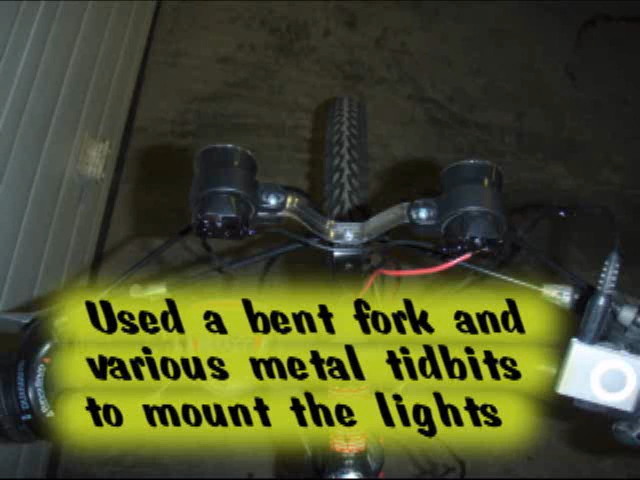 Used a bent fork and
various metal tidbits
to mount the lights